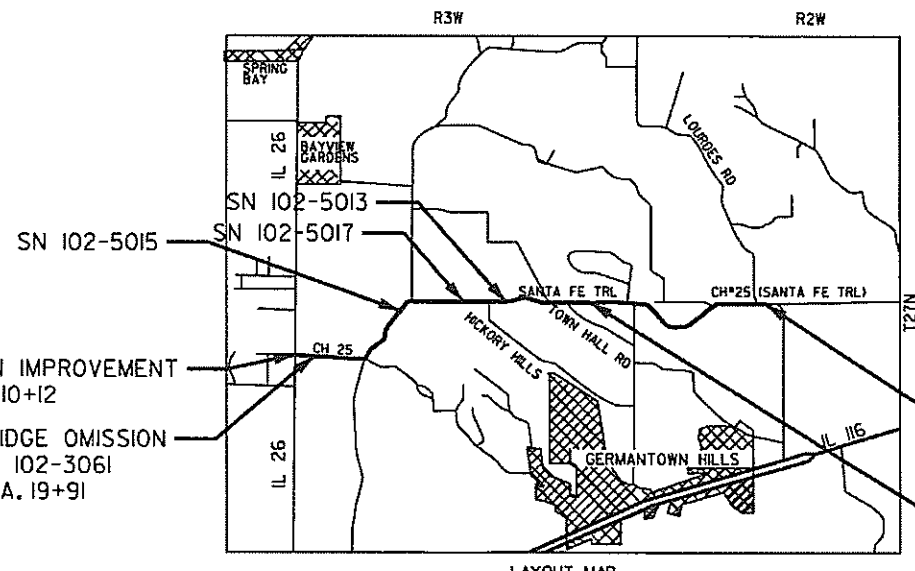 R3W
R2W
SPRING
BAY
IL 26
BAYVIEW
GARDENS
LOURDES RD
SN 102-5013
SN 102-5017
SN 102-5015
SANTA FE TRL
CH#25 (SANTA FE TRL)
T27N
HICKORY HILLS
TOWN HALL RD
CH 25
N IMPROVEMENT
10+12
IDGE OMISSION
102-3061
A. 19+91
IL 26
GERMANTOWN HILLS
IL 116
LAYOUT MAP